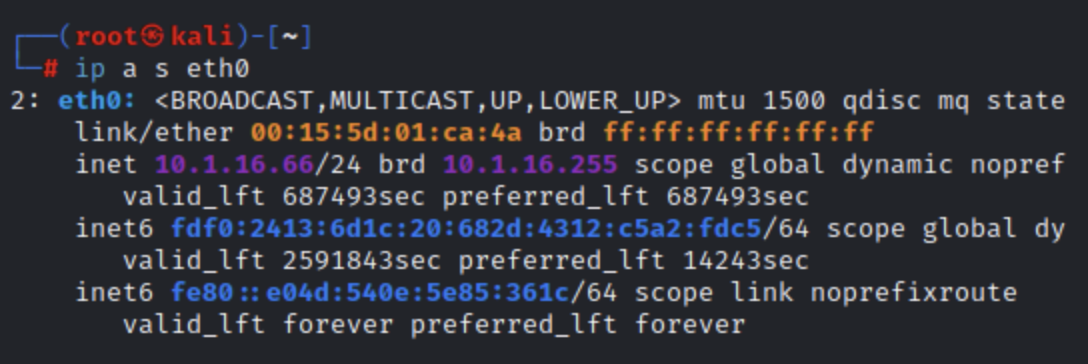 ┌──(root㉿kali)-[~]
└─# ip a s eth0
2: eth0: <BROADCAST,MULTICAST,UP,LOWER_UP> mtu 1500 qdisc mq state
link/ether 00:15:5d:01:ca:4a brd ff:ff:ff:ff:ff:ff
inet 10.1.16.66/24 brd 10.1.16.255 scope global dynamic nopref
valid_lft 687493sec preferred_lft 687493sec
inet6 fdf0:2413:6d1c:20:682d:4312:c5a2:fdc5/64 scope global dy
valid_lft 2591843sec preferred_lft 14243sec
inet6 fe80::e04d:540e:5e85:361c/64 scope link noprefixroute
valid_lft forever preferred_lft forever